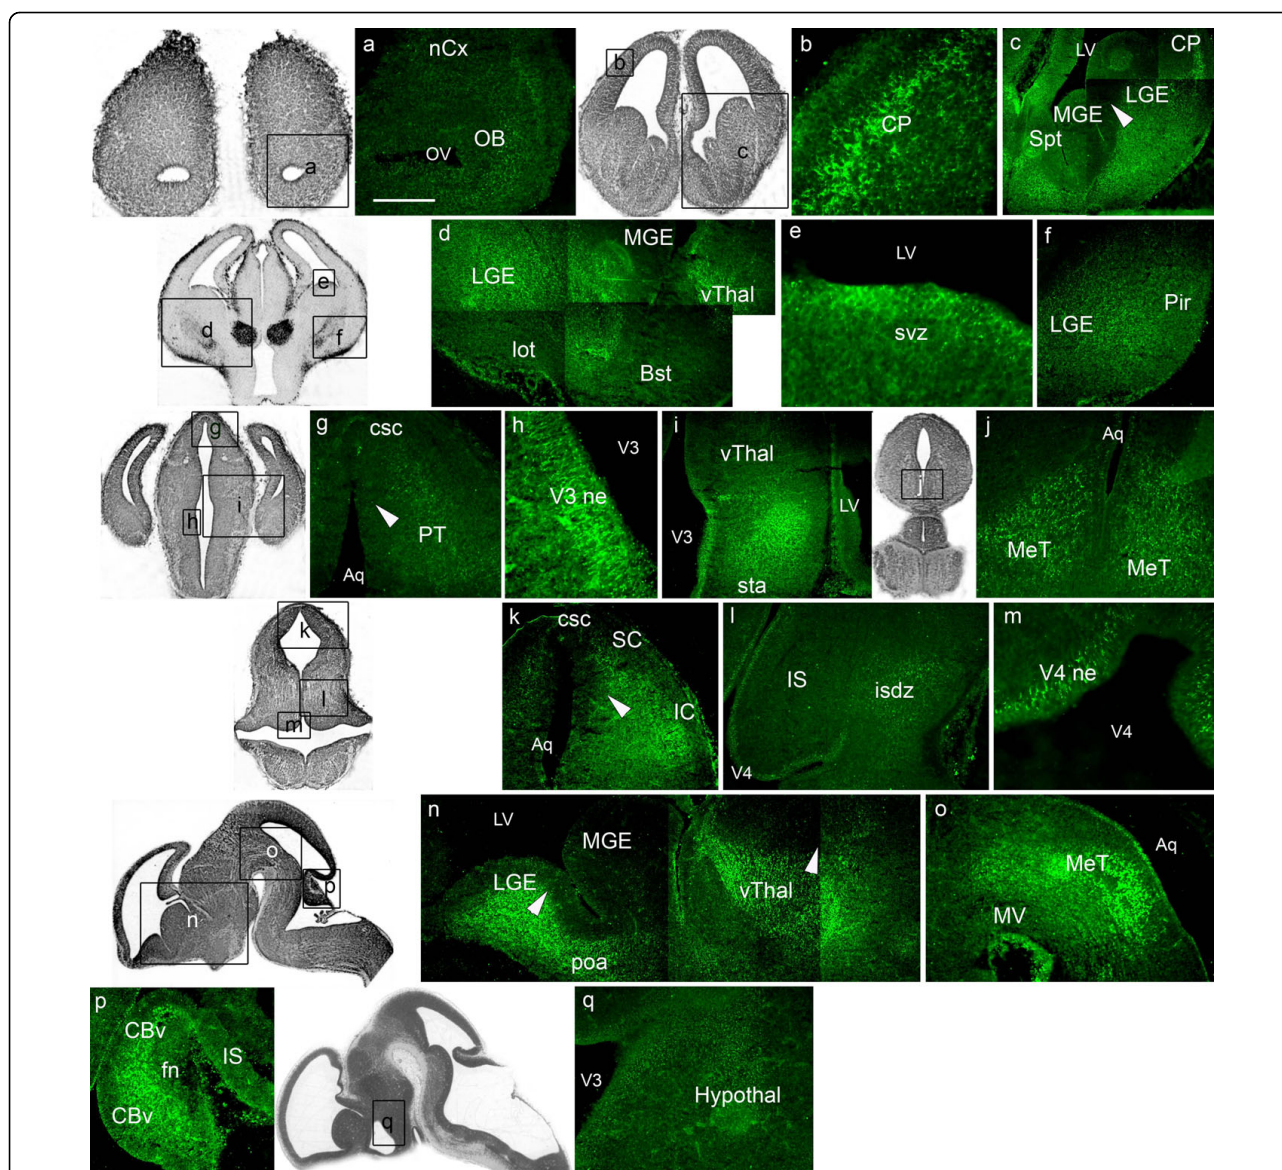 a
a
nCx
OB
OV
b
c
b
CP
c
LV
CP
LGE
MGE
Spt
e
d
f
d
MGE
LGE
vThal
lot
Bst
e
LV
svz
f
Pir
LGE
g
h
i
g
csc
PT
Aq
h
V3
V3 ne
i
vThal
V3
LV
sta
j
j
Aq
MeT
MeT
k
l
m
k
csc
SC
IC
Aq
l
IS
isdz
V4
m
V4 ne
V4
o
p
n
n
LV
MGE
LGE
vThal
poa
o
Aq
MeT
MV
p
CBv
IS
fn
CBv
q
q
V3
Hypothal